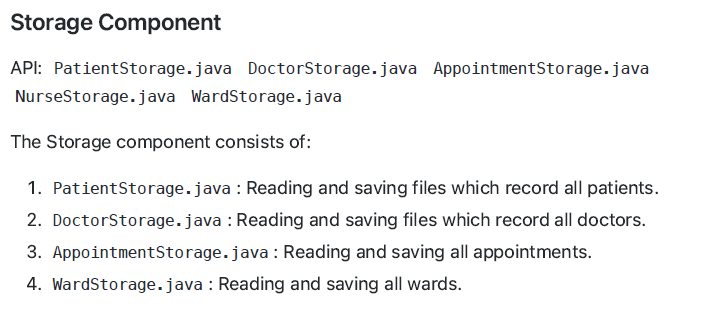 Storage Component
API: PatientStorage.java DoctorStorage.java AppointmentStorage.java
NurseStorage.java WardStorage.java
The Storage component consists of:
1. PatientStorage.java : Reading and saving files which record all patients.
2. DoctorStorage.java : Reading and saving files which record all doctors.
3. AppointmentStorage.java : Reading and saving all appointments.
4. WardStorage.java : Reading and saving all wards.